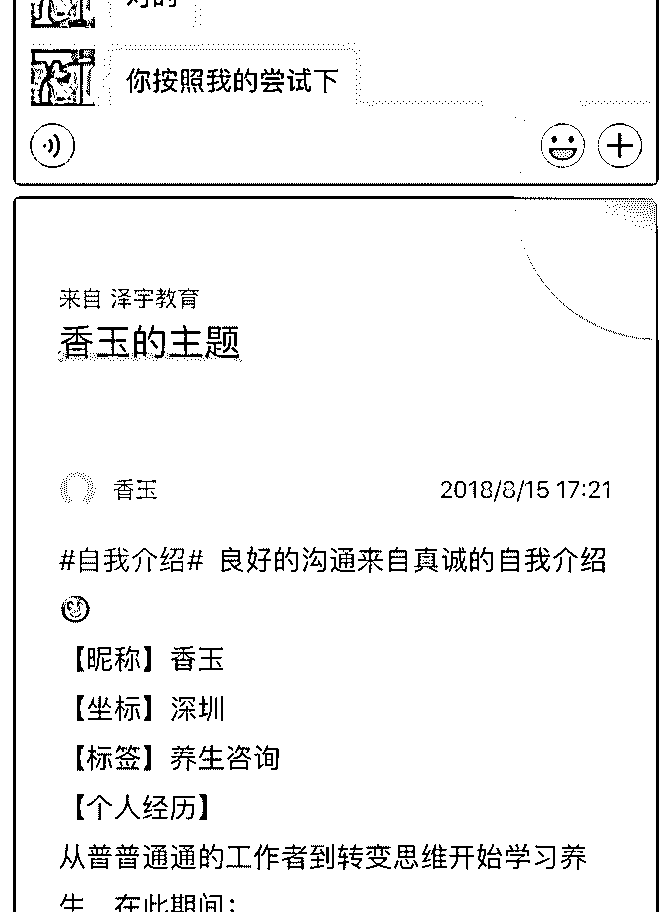 对的
你按照我的尝试下
来自 泽宇教育
香玉的主题
香玉
2018/8/15 17:21
#自我介绍# 良好的沟通来自真诚的自我介绍
【昵称】香玉
【坐标】深圳
【标签】养生咨询
【个人经历】
从普普通通的工作者到转变思维开始学习养
生，在此期间：